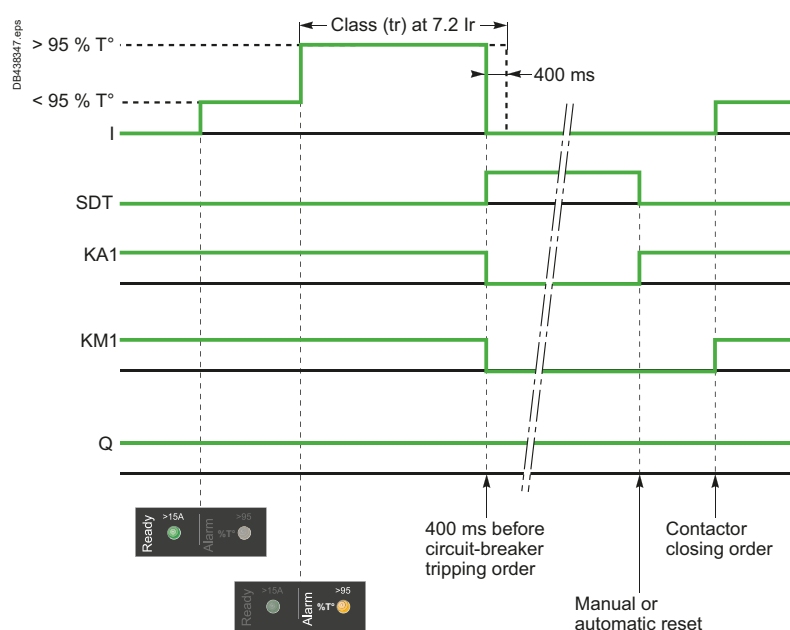 DB438347.eps
Class (tr) at 7.2 Ir
> 95 % T°
400 ms
< 95 % T°
I
SDT
KA1
KM1
Q
Ready
>15A
Alarm
%T°
>95
Ready
>15A
Alarm
%T°
>95
400 ms before
circuit-breaker
tripping order
Contactor
closing order
Manual or
automatic reset